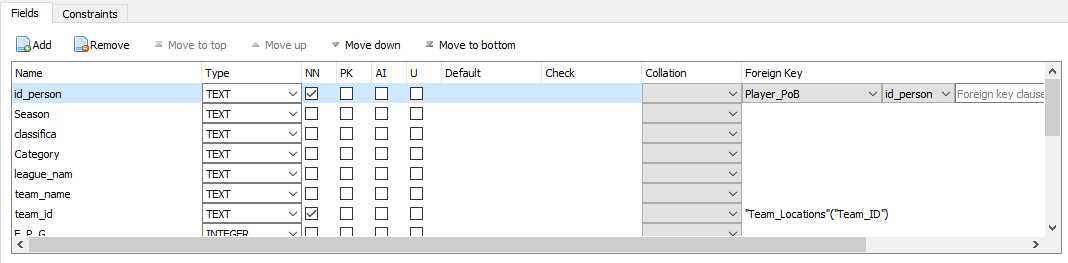 Fields Constraints
Add Remove Move to top Move up Move down Move to bottom
Name Type NN PK AI U Default Check Collation Foreign Key
id_person TEXT Player_PoB id_person Foreign key clause
Season TEXT
classifica TEXT
Category TEXT
league_nam TEXT
team_name TEXT
team_id TEXT "Team_Locations"("Team_ID")